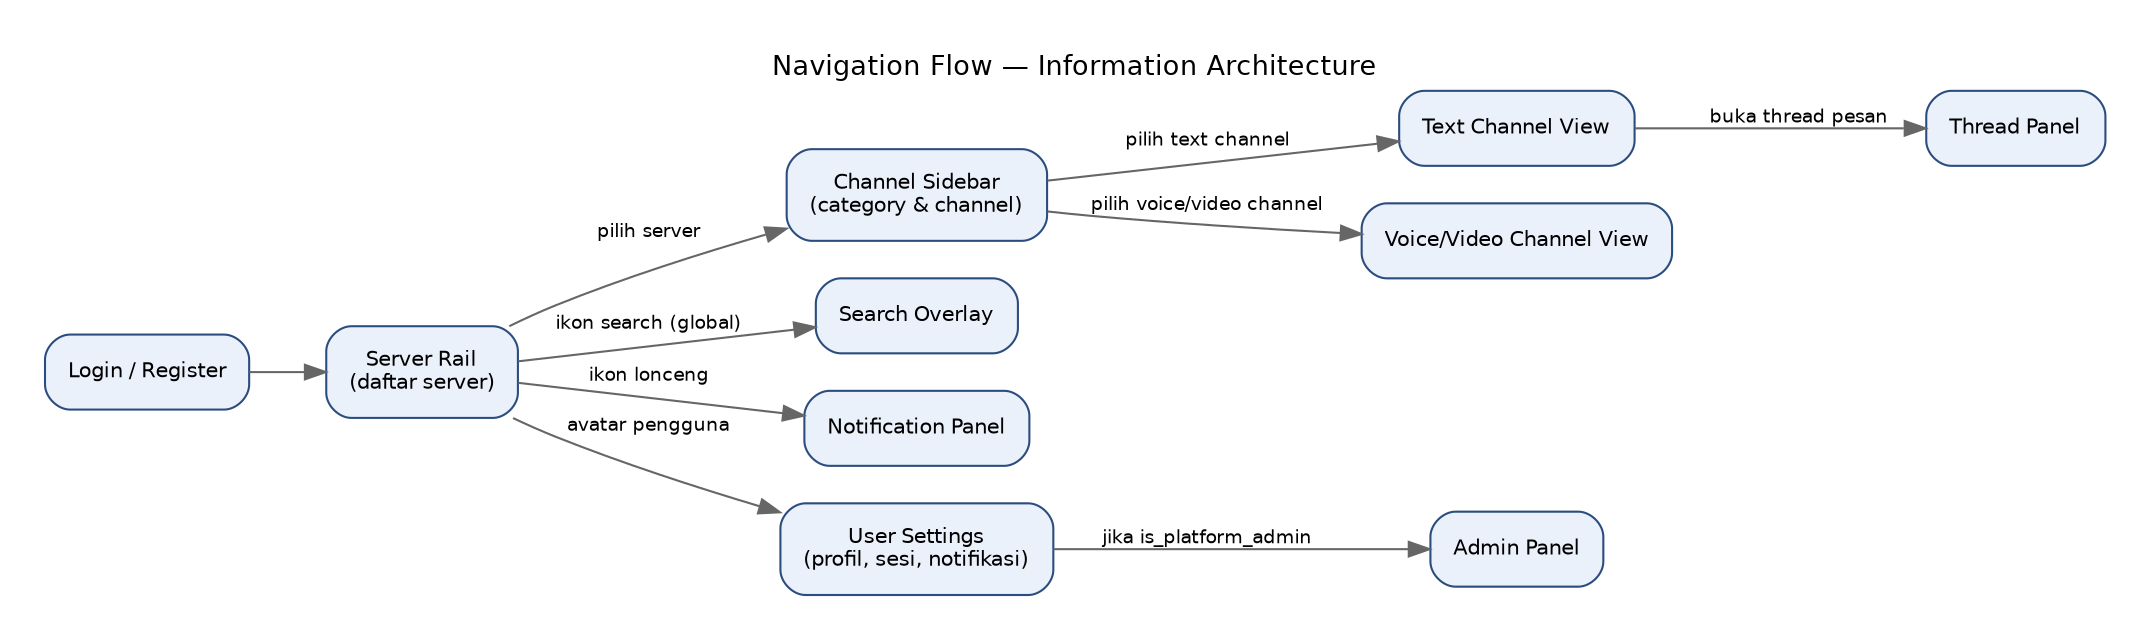 Navigation Flow — Information Architecture
Login / Register
Server Rail
(daftar server)
pilih server
Channel Sidebar
(category & channel)
pilih text channel
Text Channel View
buka thread pesan
Thread Panel
pilih voice/video channel
Voice/Video Channel View
ikon search (global)
Search Overlay
ikon lonceng
Notification Panel
avatar pengguna
User Settings
(profil, sesi, notifikasi)
jika is_platform_admin
Admin Panel